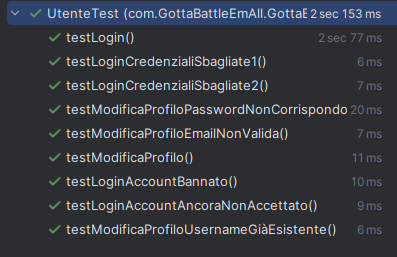 UtenteTest (com.GottaBattleEmAll.GottaB 2 sec 153 ms
testLogin() 2 sec 77 ms
testLoginCredenzialiSbagliate1() 6 ms
testLoginCredenzialiSbagliate2() 7 ms
testModificaProfiloPasswordNonCorrispondo 20 ms
testModificaProfiloEmailNonValida() 7 ms
testModificaProfilo() 11 ms
testLoginAccountBannato() 10 ms
testLoginAccountAncoraNonAccettato() 9 ms
testModificaProfiloUsernameGiàEsistente() 6 ms